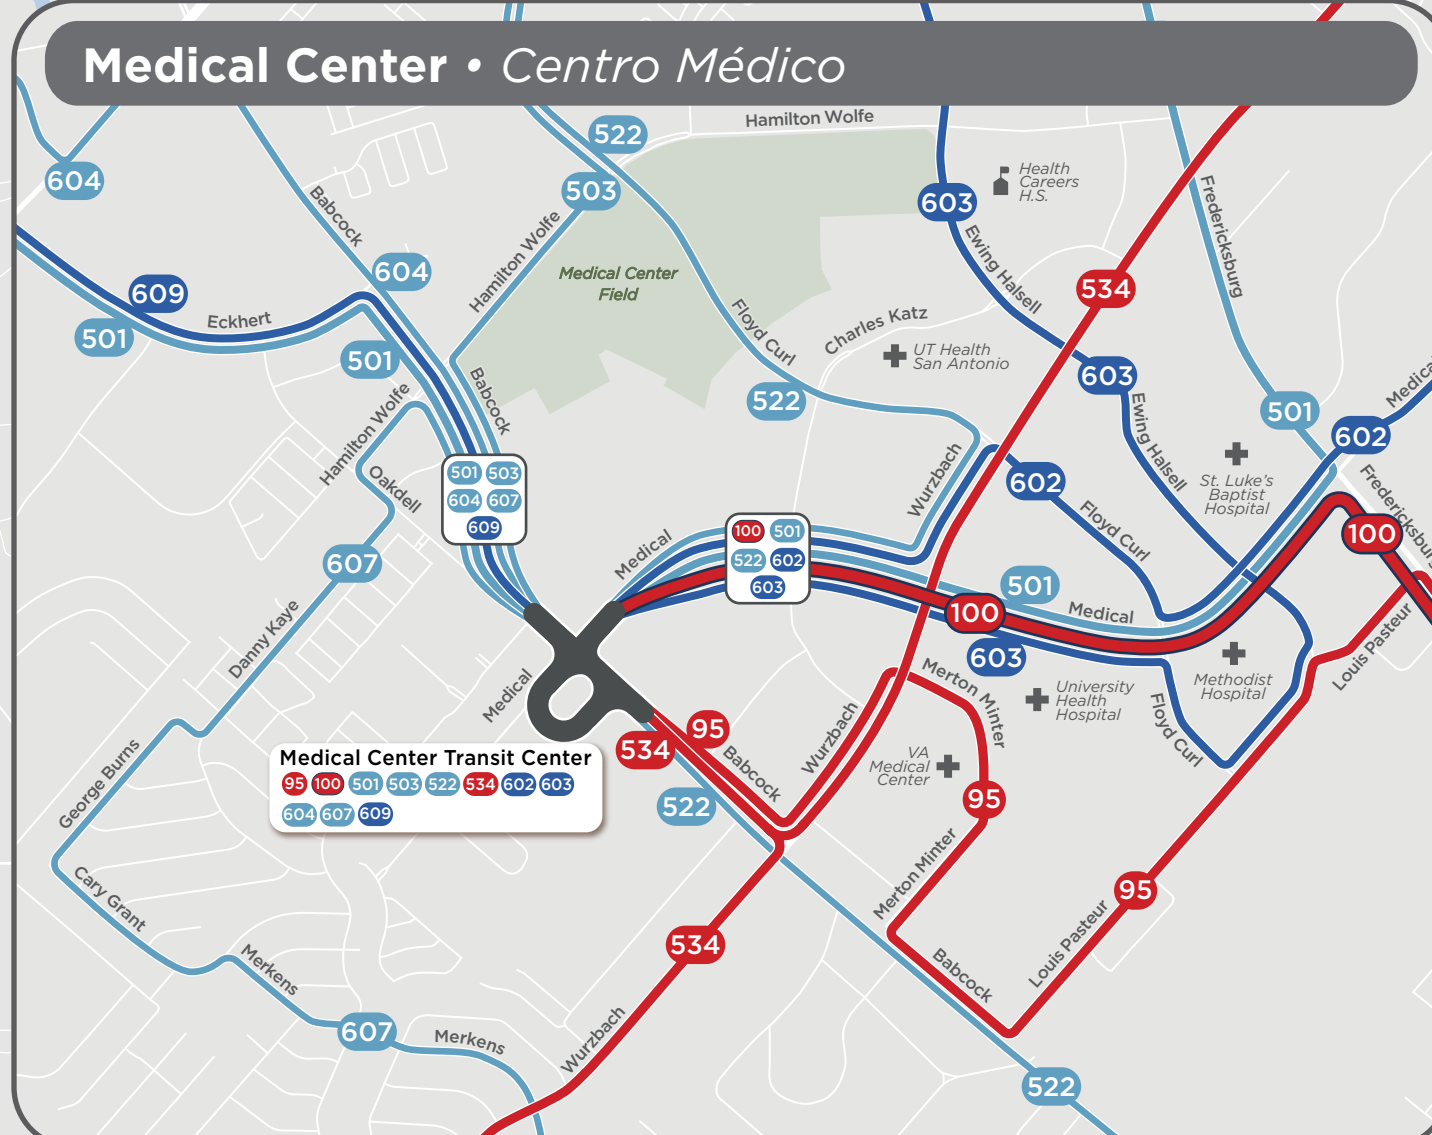 Medical Center • Centro Médico
Hamilton Wolfe
522
604
503
Health
Careers
H.S.
603
Babcock
Hamilton Wolfe
Fredericksburg
604
Medical Center
Field
Ewing Halsell
534
609
501
Eckhert
501
Floyd Curl
Charles Katz
UT Health
San Antonio
603
522
Babcock
Hamilton Wolfe
Oakdell
Ewing Halsell
501
602
Medical
501 503
604 607
609
Wurzbach
602
Floyd Curl
St. Luke's
Baptist
Hospital
Fredericksburg
100
607
Medical
100 501
522 602
603
501
100
Medical
603
Danny Kaye
Medical
Merton Minter
University
Health
Hospital
Methodist
Hospital
Louis Pasteur
Floyd Curl
95
534
Babcock
Wurzbach
VA
Medical
Center
95
522
Medical Center Transit Center
95 100 501 503 522 534 602 603
604 607 609
George Burns
Cary Grant
Merton Minter
95
534
Louis Pasteur
Babcock
Merkens
607
Merkens
Wurzbach
522